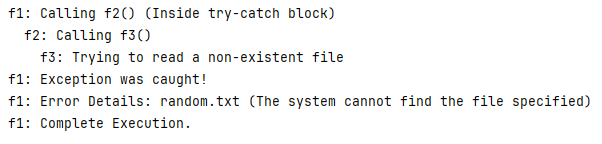 f1: Calling f2() (Inside try-catch block)
  f2: Calling f3()
    f3: Trying to read a non-existent file
f1: Exception was caught!
f1: Error Details: random.txt (The system cannot find the file specified)
f1: Complete Execution.